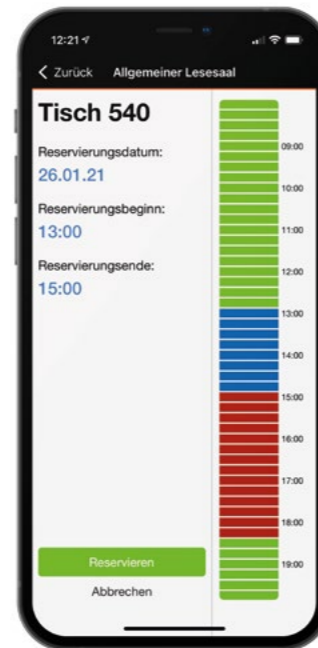 12:21
Zurück Allgemeiner Lesesaal
Tisch 540
Reservierungsdatum:
26.01.21
Reservierungsbeginn:
13:00
Reservierungsende:
15:00
09:00
10:00
11:00
12:00
13:00
14:00
15:00
16:00
17:00
18:00
19:00
Reservieren
Abbrechen